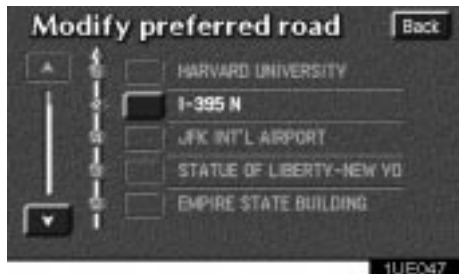 Modify preferred road
Back
HARVARD UNIVERSITY
I-395 N
JFK INT'L AIRPORT
STATUE OF LIBERTY-NEW YO
EMPIRE STATE BUILDING
1UE047